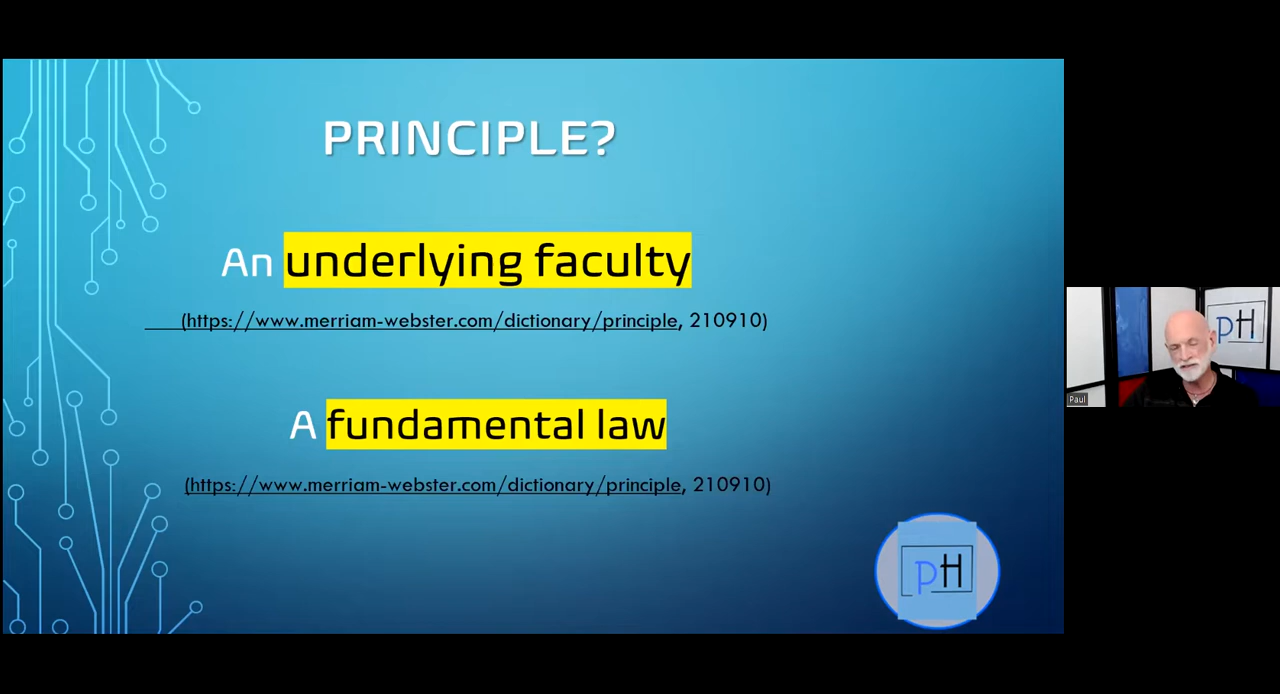 PRINCIPLE?
An underlying faculty
(https://www.merriam-webster.com/dictionary/principle, 210910)
A fundamental law
(https://www.merriam-webster.com/dictionary/principle, 210910)
pH
pH
Paul